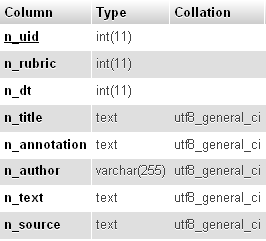 Column Type Collation
n_uid int(11)
n_rubric int(11)
n_dt int(11)
n_title text utf8_general_ci
n_annotation text utf8_general_ci
n_author varchar(255) utf8_general_ci
n_text text utf8_general_ci
n_source text utf8_general_ci